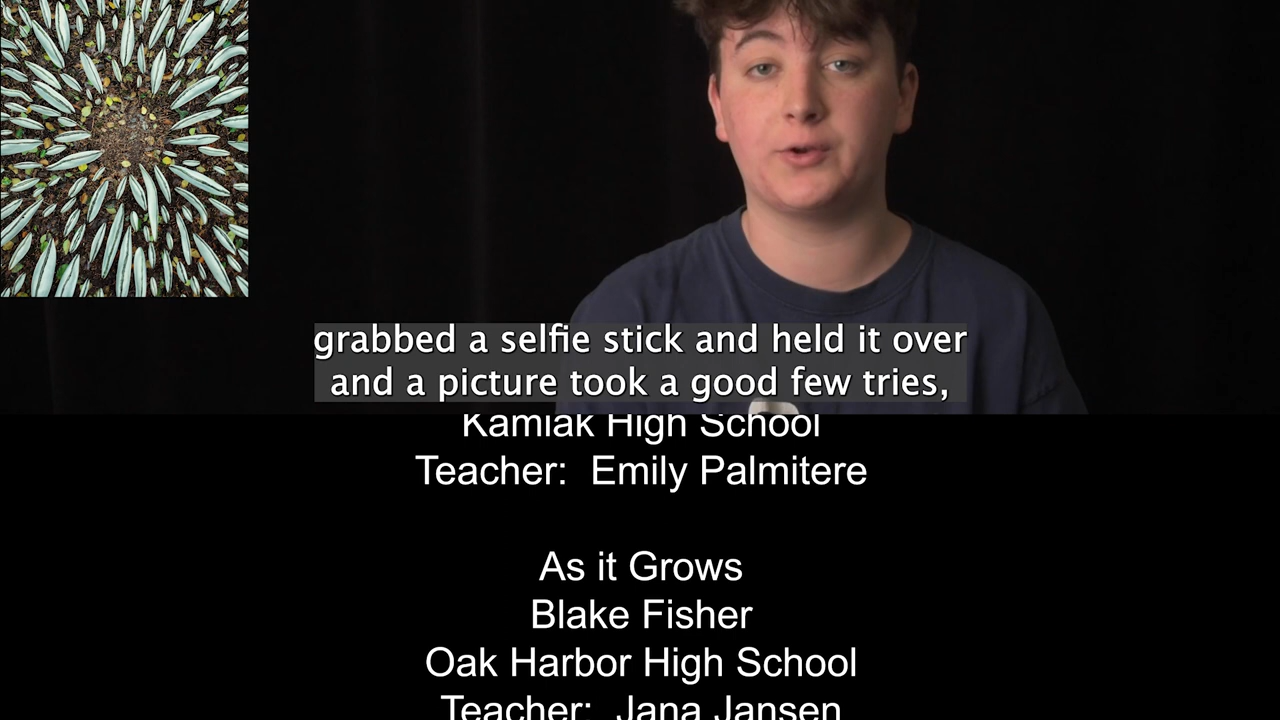 grabbed a selfie stick and held it over
and a picture took a good few tries,
Kamiak High School
Teacher: Emily Palmitere
As it Grows
Blake Fisher
Oak Harbor High School
Teacher: Jana Jansen